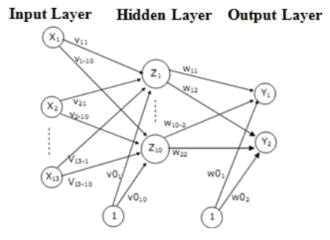 Input Layer Hidden Layer Output Layer
X1
V11
V1-10
Z1
W11
W12
Y1
X2
V21
V2-10
W10-2
Z10
W22
Y2
X13
V13-1
V13-10
V01
V010
W01
W02
1
1